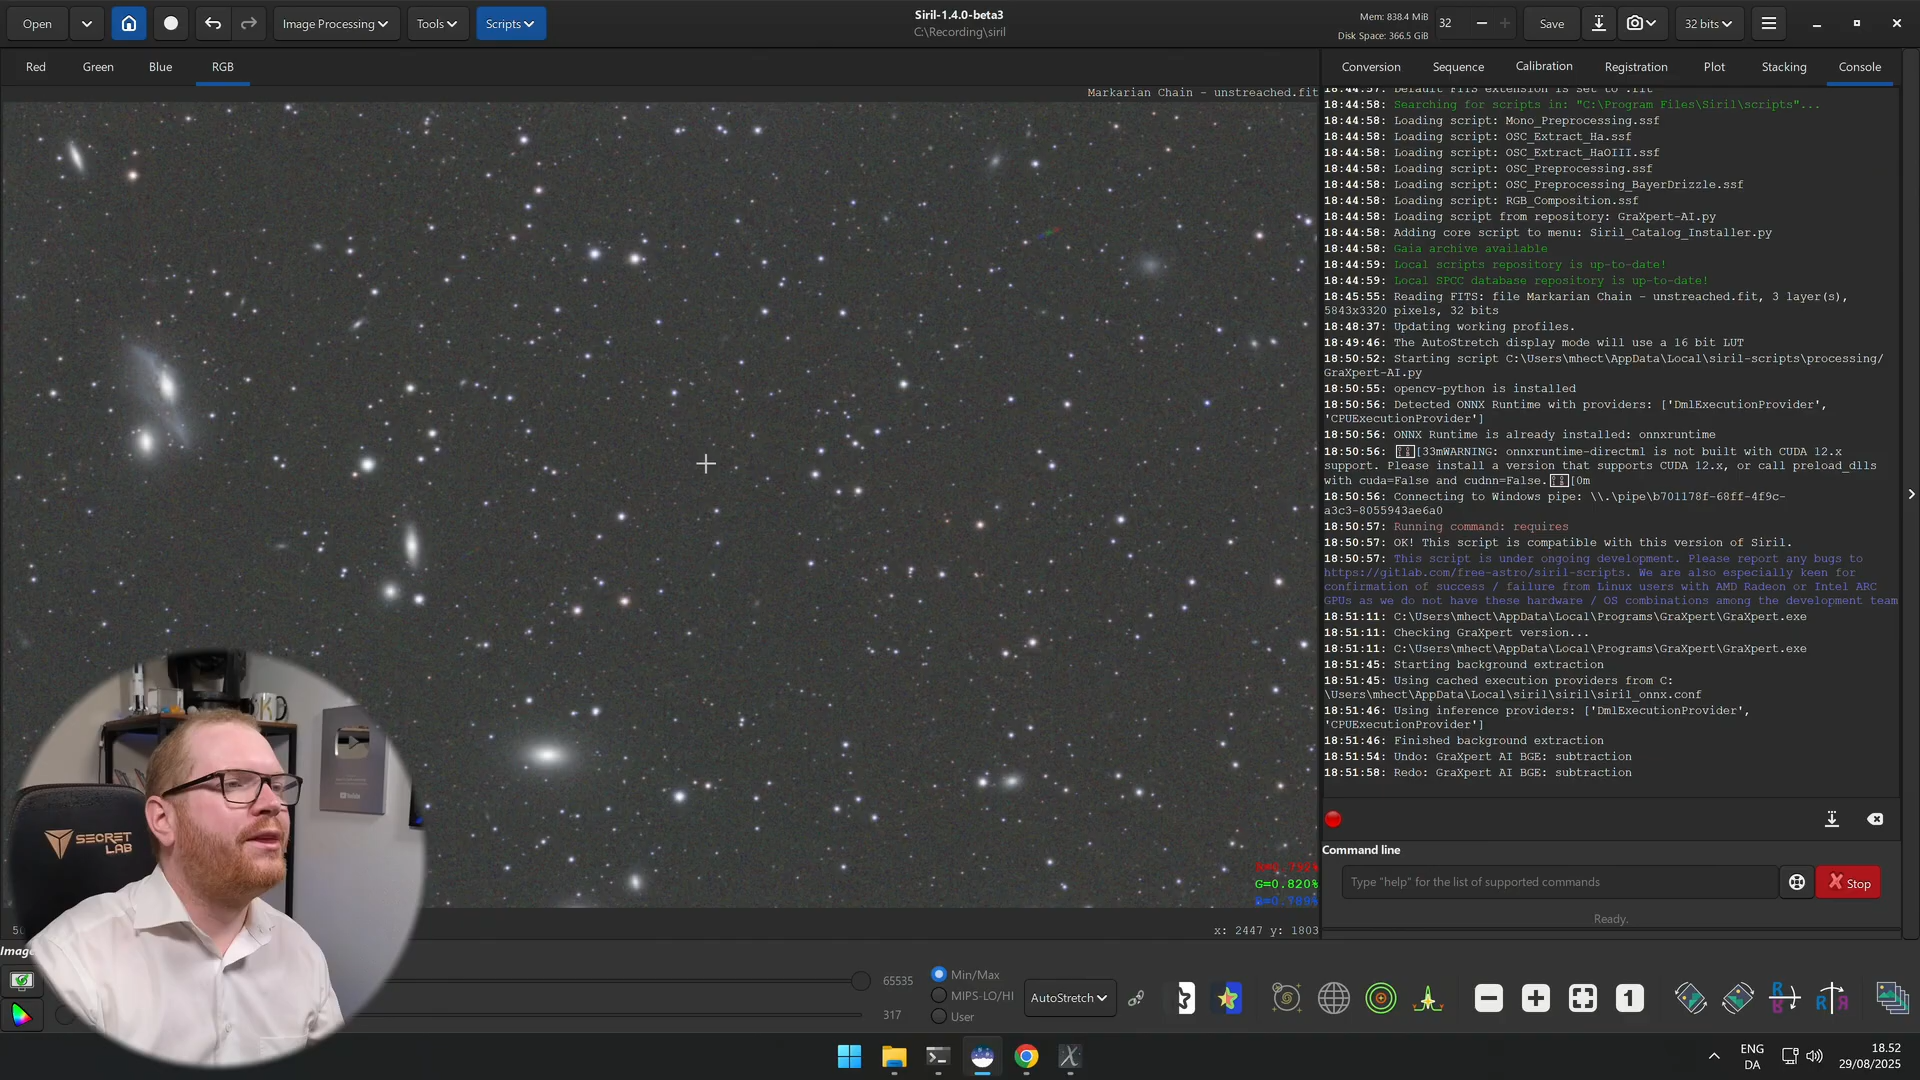 Open
Image Processing
Tools
Scripts
Siril-1.4.0-beta3
C:\Recording\siril
Mem: 838.4 MiB
Disk Space: 366.5 GiB
32
Save
32 bits
Red
Green
Blue
RGB
Conversion
Sequence
Calibration
Registration
Plot
Stacking
Console
Markarian Chain - unstreached.fit
18:44:57: Default FITS extension is set to .fit
18:44:58: Searching for scripts in: "C:\Program Files\Siril\scripts"...
18:44:58: Loading script: Mono_Preprocessing.ssf
18:44:58: Loading script: OSC_Extract_Ha.ssf
18:44:58: Loading script: OSC_Extract_HaOIII.ssf
18:44:58: Loading script: OSC_Preprocessing.ssf
18:44:58: Loading script: OSC_Preprocessing_BayerDrizzle.ssf
18:44:58: Loading script: RGB_Composition.ssf
18:44:58: Loading script from repository: GraXpert-AI.py
18:44:58: Adding core script to menu: Siril_Catalog_Installer.py
18:44:58: Gaia archive available
18:44:59: Local scripts repository is up-to-date!
18:44:59: Local SPCC database repository is up-to-date!
18:45:55: Reading FITS: file Markarian Chain - unstreached.fit, 3 layer(s),
5843x3320 pixels, 32 bits
18:48:37: Updating working profiles.
18:49:46: The AutoStretch display mode will use a 16 bit LUT
18:50:52: Starting script C:\Users\mhect\AppData\Local\siril-scripts\processing/
GraXpert-AI.py
18:50:55: opencv-python is installed
18:50:56: Detected ONNX Runtime with providers: ['DmlExecutionProvider',
'CPUExecutionProvider']
18:50:56: ONNX Runtime is already installed: onnxruntime
18:50:56: [33mWARNING: onnxruntime-directml is not built with CUDA 12.x
support. Please install a version that supports CUDA 12.x, or call preload_dlls
with cuda=False and cudnn=False.[0m
18:50:56: Connecting to Windows pipe: \\.\pipe\b701178f-68ff-4f9c-
a3c3-8055943ae6a0
18:50:57: Running command: requires
18:50:57: OK! This script is compatible with this version of Siril.
18:50:57: This script is under ongoing development. Please report any bugs to
https://gitlab.com/free-astro/siril-scripts. We are also especially keen for
confirmation of success / failure from Linux users with AMD Radeon or Intel ARC
GPUs as we do not have these hardware / OS combinations among the development team
18:51:11: C:\Users\mhect\AppData\Local\Programs\GraXpert\GraXpert.exe
18:51:11: Checking GraXpert version...
18:51:11: C:\Users\mhect\AppData\Local\Programs\GraXpert\GraXpert.exe
18:51:45: Starting background extraction
18:51:45: Using cached execution providers from C:
\Users\mhect\AppData\Local\siril\siril\siril_onnx.conf
18:51:46: Using inference providers: ['DmlExecutionProvider',
'CPUExecutionProvider']
18:51:46: Finished background extraction
18:51:54: Undo: GraXpert AI BGE: subtraction
18:51:58: Redo: GraXpert AI BGE: subtraction
Command line
Type "help" for the list of supported commands
Stop
Ready.
G=0.820%
x: 2447 y: 1803
SECRET
LAB
65535
317
Min/Max
MIPS-LO/HI
User
AutoStretch
1
ENG
DA
18.52
29/08/2025